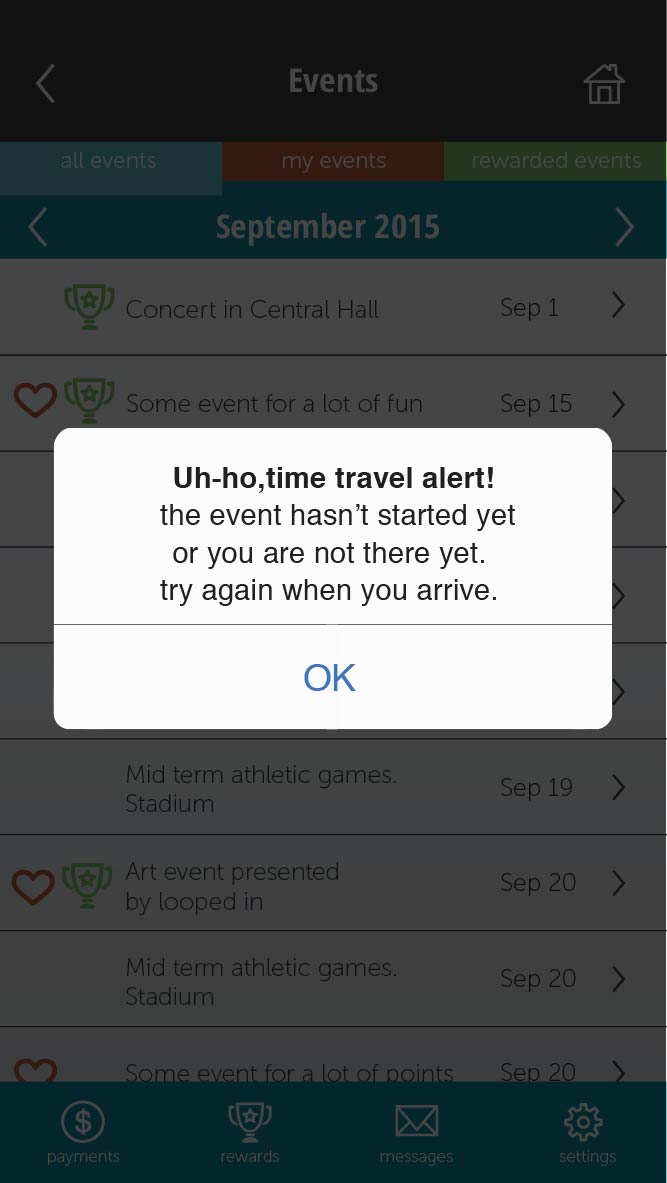 Events
all events my events rewarded events
September 2015
Concert in Central Hall Sep 1
Some event for a lot of fun Sep 15
Uh-ho,time travel alert!
the event hasn't started yet
or you are not there yet.
try again when you arrive.
OK
Mid term athletic games.
Stadium Sep 19
Art event presented
by looped in Sep 20
Mid term athletic games.
Stadium Sep 20
Some event for a lot of points Sep 20
payments rewards messages settings